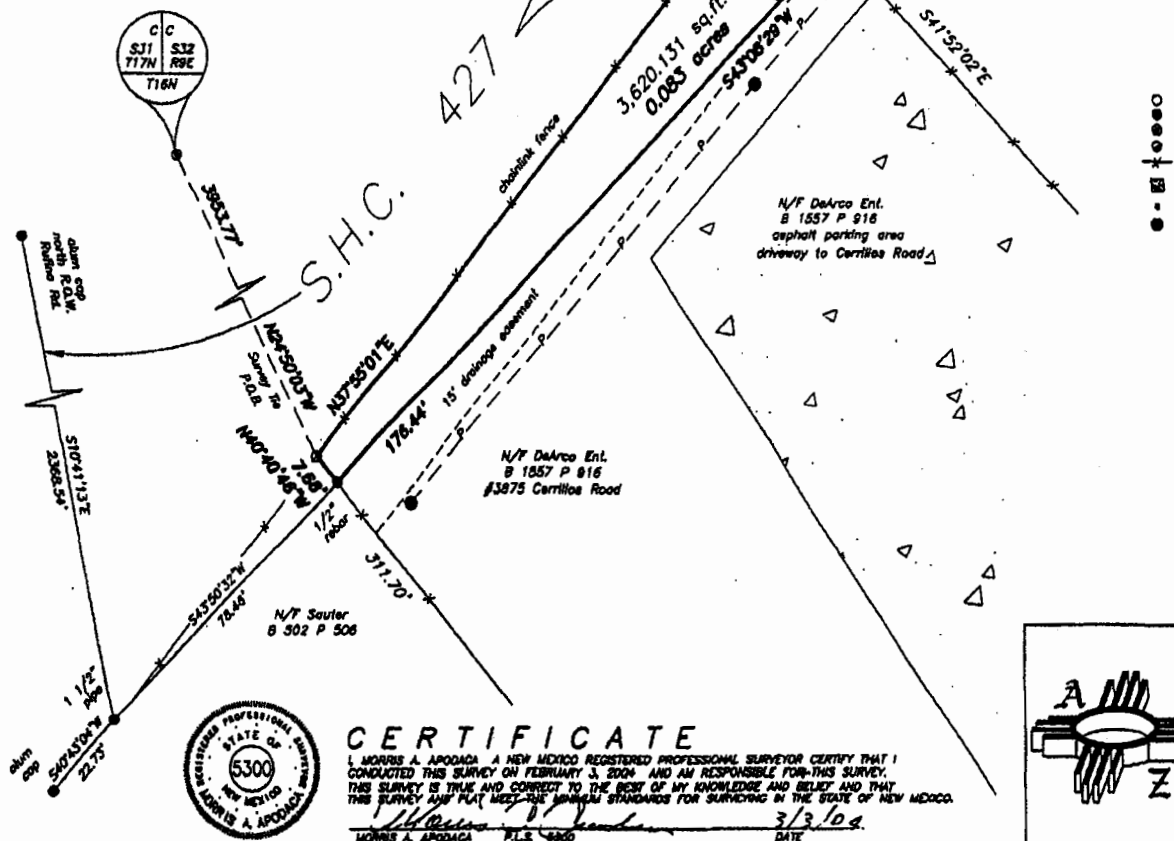 C C
S31 S32
T17N R9E
T16N
3953.77'
427
S.H.C.
3,620.131 sq.ft.
0.083 acres
S43°08'29"W
S41°52'02"E
chainlink fence
N/F DeArco Ent.
B 1557 P 916
asphalt parking area
driveway to Cerrillos Road
alum cap
north R.O.W.
Rufina Rd.
N24°50'03"W
Survey Tie
P.O.B.
N37°55'01"E
176.44'
15' drainage easement
P
P
P
P
P
N40°40'46"W
7.68'
1/2"
rebar
N/F DeArco Ent.
B 1557 P 916
#3875 Cerrillos Road
S10°41'13"E
2368.54'
311.70'
S43°50'32"W
78.48'
N/F Sauter
B 502 P 506
1 1/2"
pipe
alum
cap
S40°43'04"W
22.73'
REGISTERED PROFESSIONAL SURVEYOR
STATE OF
5300
NEW MEXICO
MORRIS A. APODACA
CERTIFICATE
I, MORRIS A. APODACA A NEW MEXICO REGISTERED PROFESSIONAL SURVEYOR CERTIFY THAT I
CONDUCTED THIS SURVEY ON FEBRUARY 3, 2004 AND AM RESPONSIBLE FOR THIS SURVEY.
THIS SURVEY IS TRUE AND CORRECT TO THE BEST OF MY KNOWLEDGE AND BELIEF AND THAT
THIS SURVEY AND PLAT MEET THE MINIMUM STANDARDS FOR SURVEYING IN THE STATE OF NEW MEXICO.
3/3/04
MORRIS A. APODACA P.L.S. 5300 DATE
A
Z